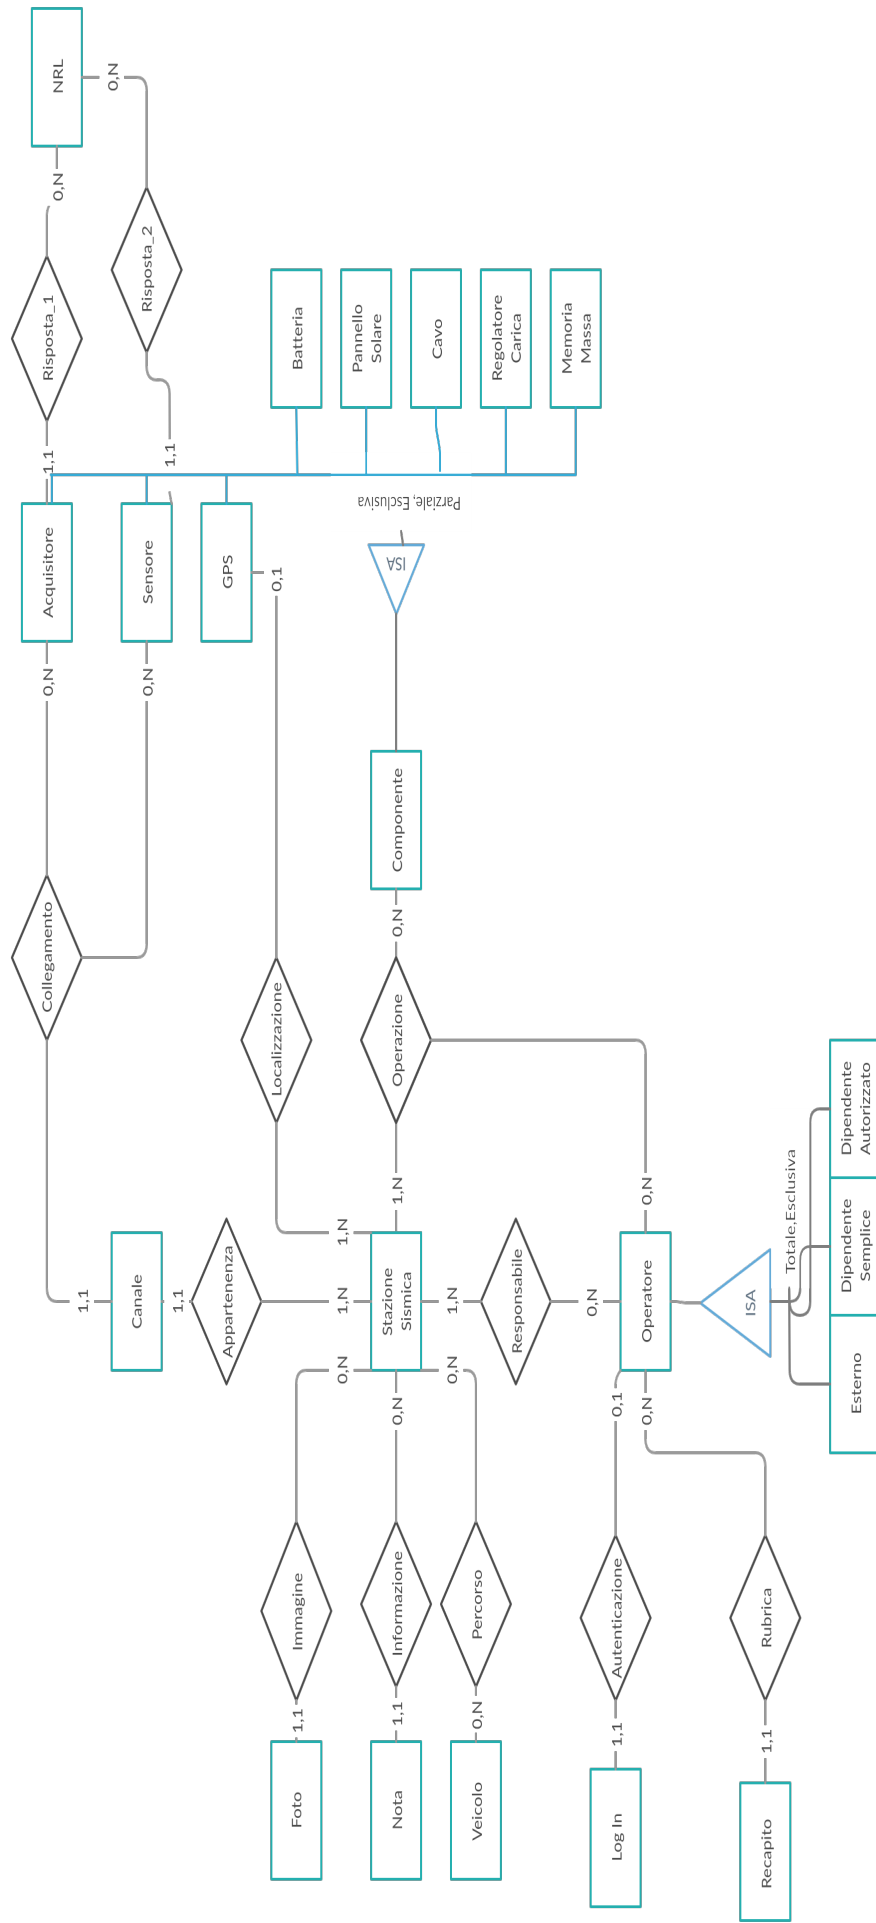 Collegamento
0,N
Acquisitore
1,1
Risposta_1
0,N
NRL
0,N
1,1
Canale
1,1
0,N
Sensore
1,1
Risposta_2
Appartenenza
GPS
0,1
Localizzazione
1,N
Batteria
Foto
1,1
Immagine
0,N
1,N
Pannello
Solare
Nota
1,1
Informazione
0,N
Stazione
Sismica
1,N
Operazione
0,N
Componente
ISA
Parziale, Esclusiva
Cavo
Veicolo
0,N
Percorso
0,N
1,N
Responsabile
0,N
Regolatore
Carica
Memoria
Massa
Log In
1,1
Autenticazione
0,1
0,N
Operatore
0,N
Recapito
1,1
Rubrica
ISA
Totale,Esclusiva
Esterno
Dipendente
Semplice
Dipendente
Autorizzato